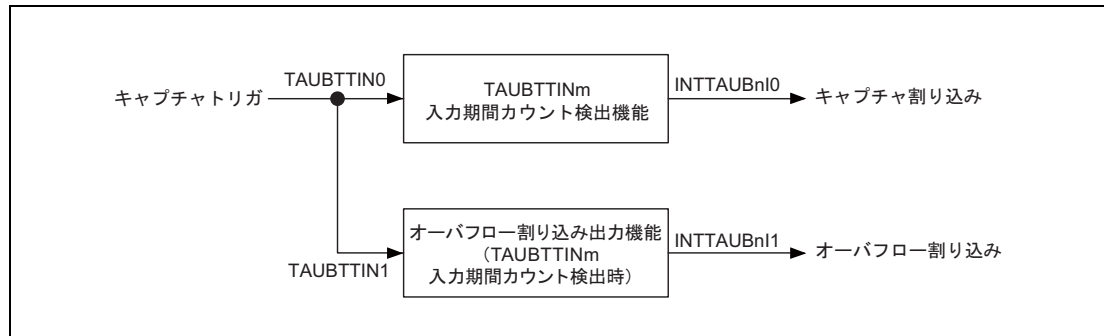 キャプチャトリガ
TAUBTTIN0
TAUBTTINm
入力期間カウント検出機能
INTTAUBnI0
キャプチャ割り込み
TAUBTTIN1
オーバフロー割り込み出力機能
（TAUBTTINm
入力期間カウント検出時）
INTTAUBnI1
オーバフロー割り込み